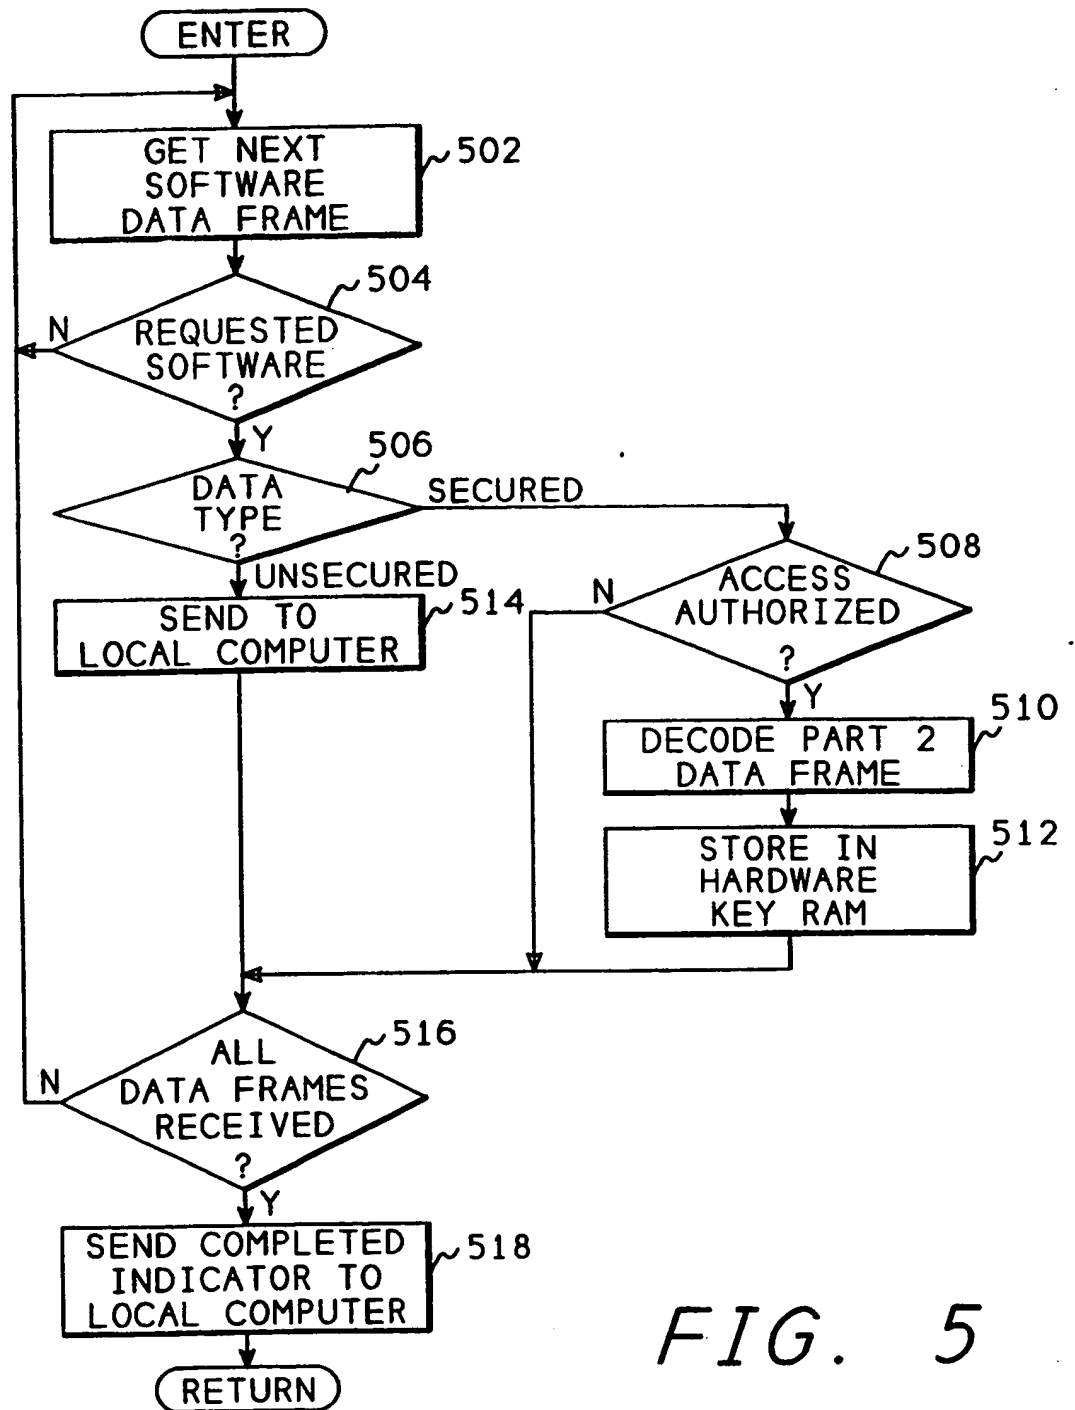 ENTER
GET NEXT
SOFTWARE
DATA FRAME
502
504
REQUESTED
SOFTWARE
?
N
Y
506
DATA
TYPE
?
SECURED
UNSECURED
508
ACCESS
AUTHORIZED
?
N
Y
514
SEND TO
LOCAL COMPUTER
510
DECODE PART 2
DATA FRAME
512
STORE IN
HARDWARE
KEY RAM
516
ALL
DATA FRAMES
RECEIVED
?
N
Y
SEND COMPLETED
INDICATOR TO
LOCAL COMPUTER
518
RETURN
FIG. 5